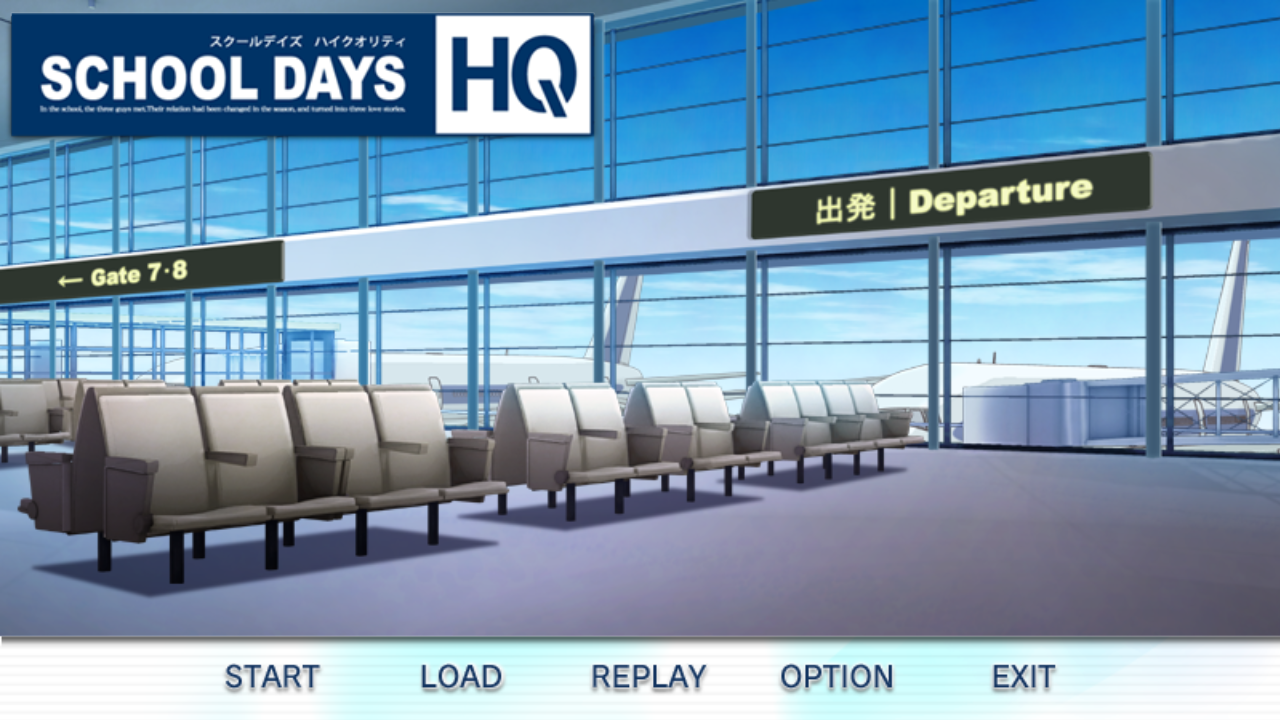 スクールデイズ ハイクオリティ
SCHOOL DAYS HQ
In the school, the three guys met.Their relation had been changed in the season, and turned into three love stories.
出発 | Departure
← Gate 7·8
START LOAD REPLAY OPTION EXIT